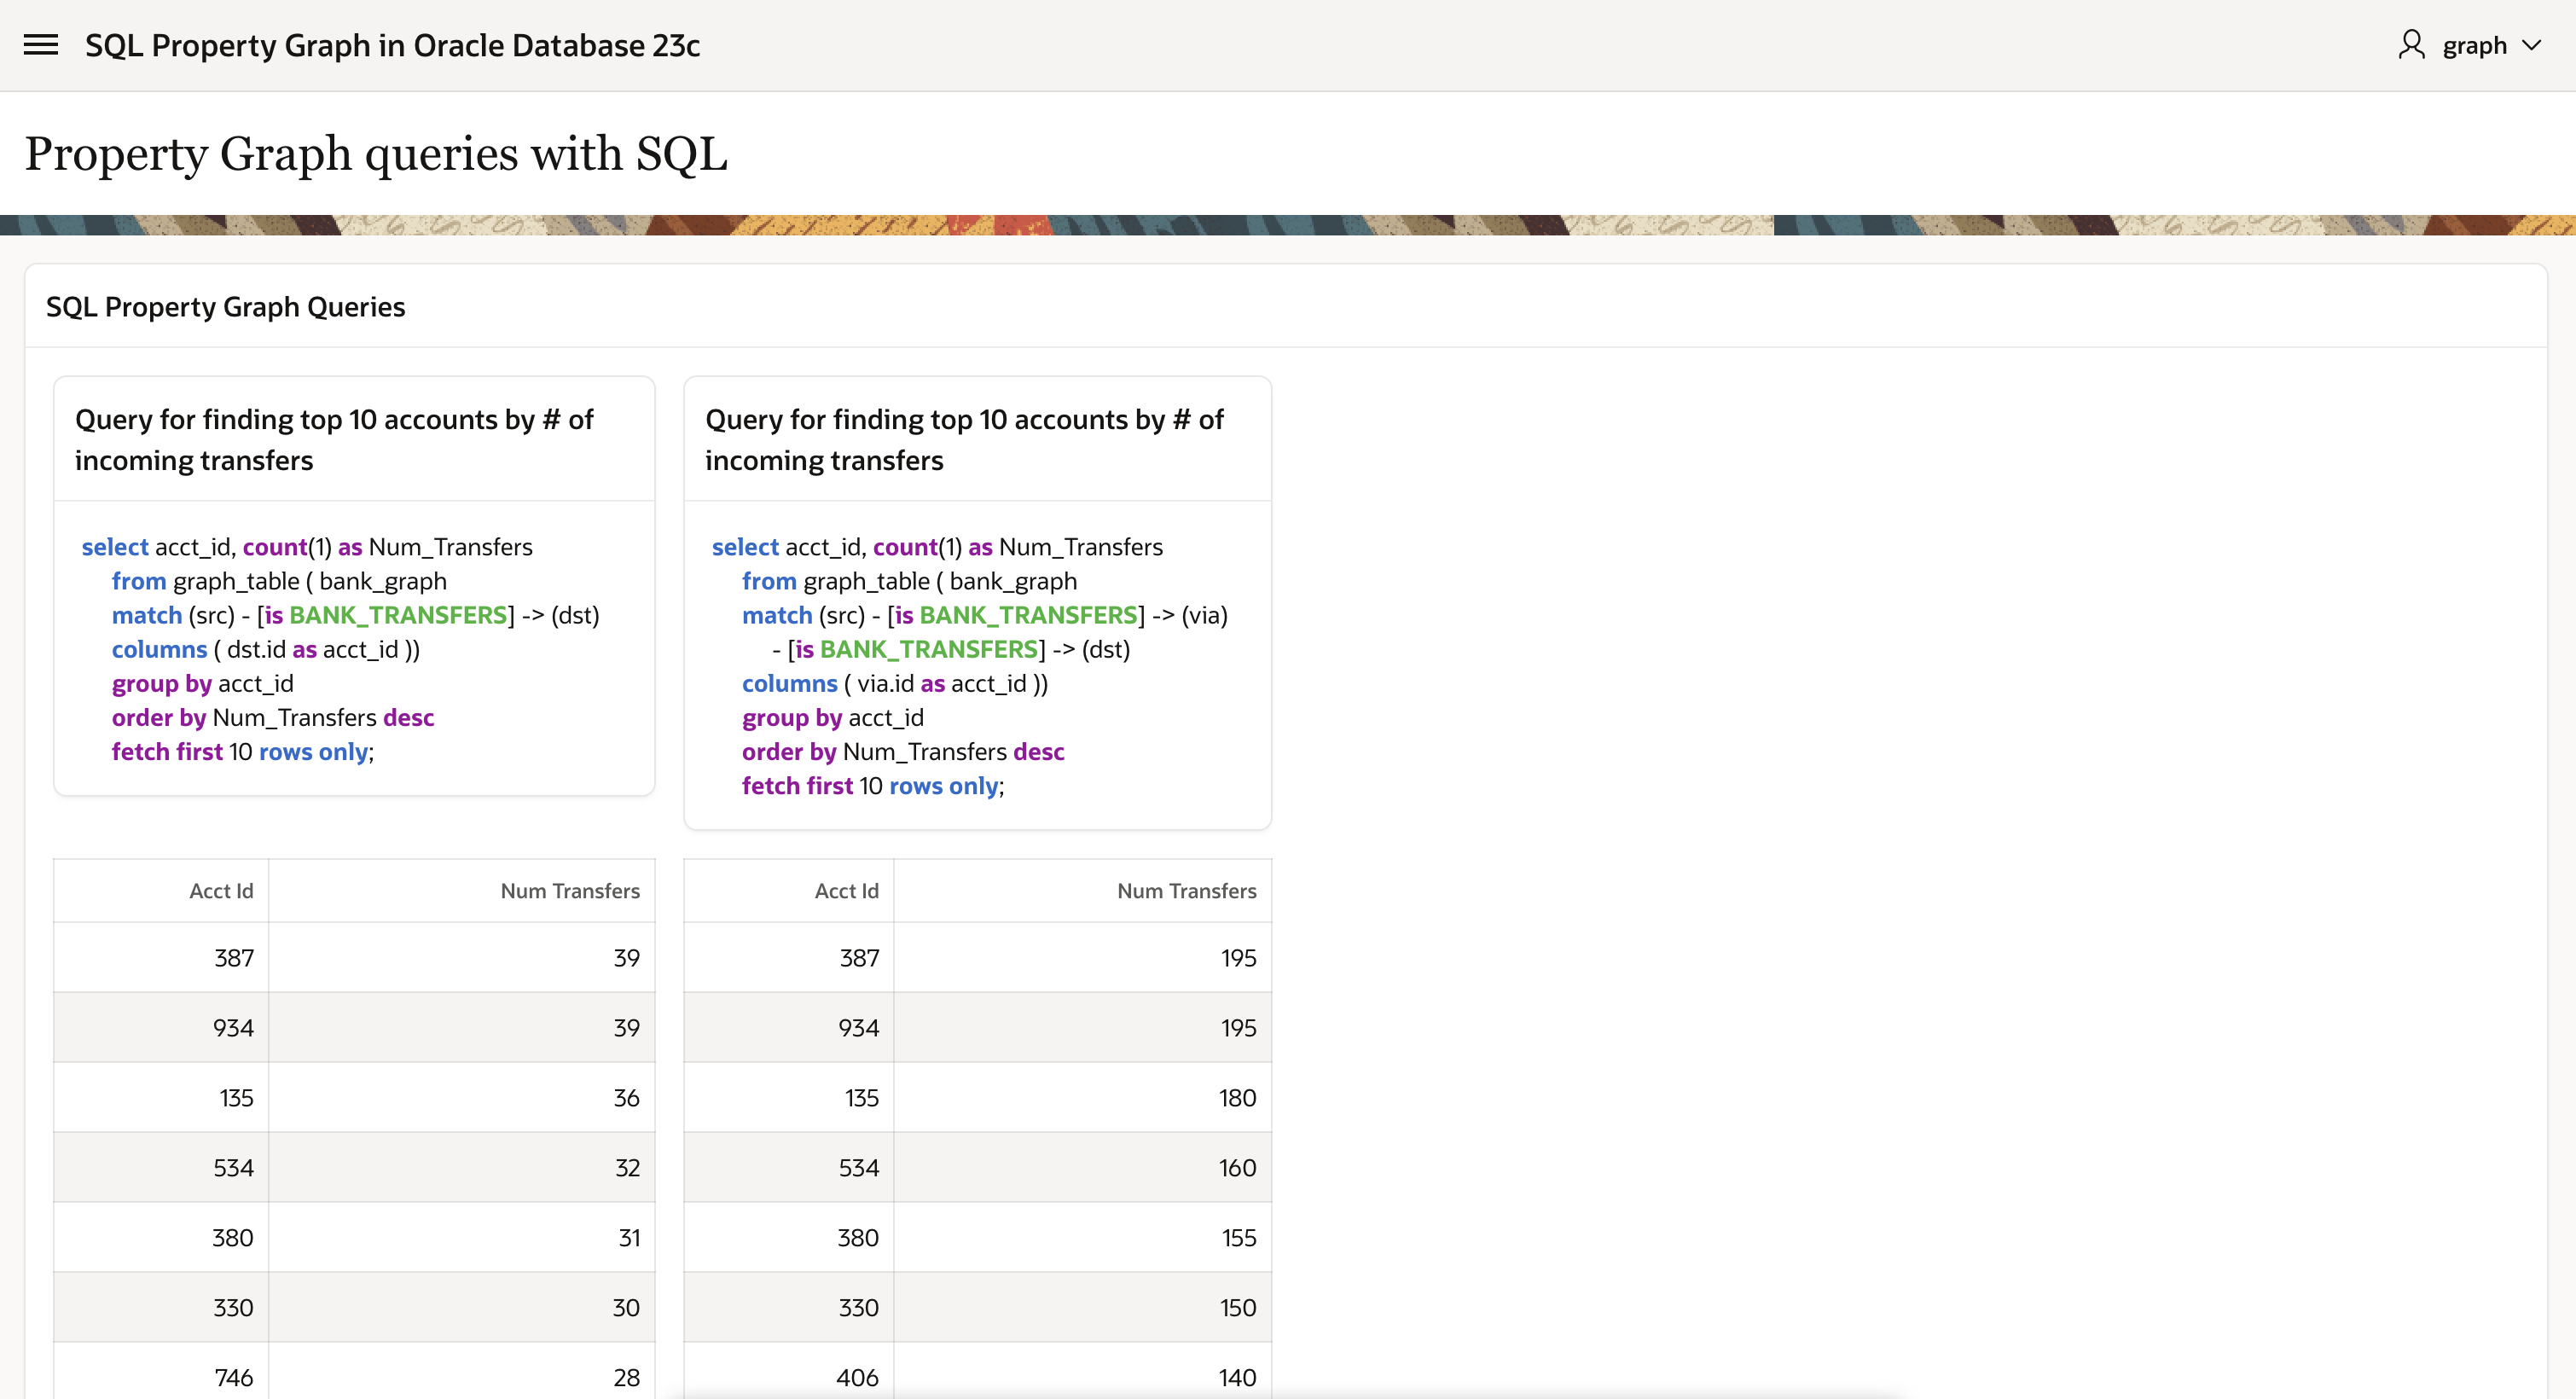 SQL Property Graph in Oracle Database 23c
graph
Property Graph queries with SQL
SQL Property Graph Queries
Query for finding top 10 accounts by # of
incoming transfers
select acct_id, count(1) as Num_Transfers
from graph_table ( bank_graph
match (src) - [is BANK_TRANSFERS] -> (dst)
columns ( dst.id as acct_id ))
group by acct_id
order by Num_Transfers desc
fetch first 10 rows only;
Query for finding top 10 accounts by # of
incoming transfers
select acct_id, count(1) as Num_Transfers
from graph_table ( bank_graph
match (src) - [is BANK_TRANSFERS] -> (via)
- [is BANK_TRANSFERS] -> (dst)
columns ( via.id as acct_id ))
group by acct_id
order by Num_Transfers desc
fetch first 10 rows only;
Acct Id Num Transfers
387 39
934 39
135 36
534 32
380 31
330 30
746 28
Acct Id Num Transfers
387 195
934 195
135 180
534 160
380 155
330 150
406 140